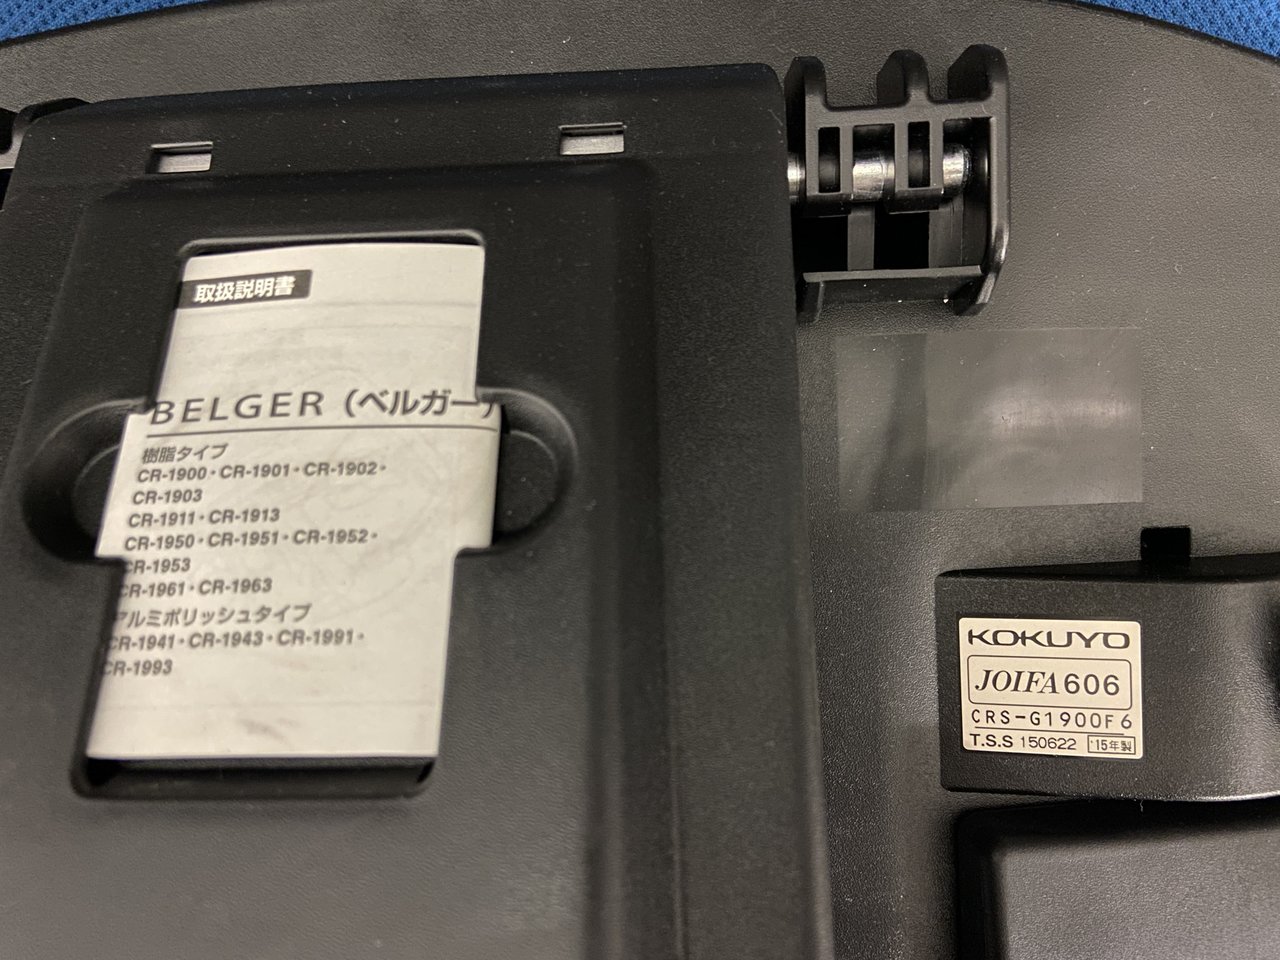 取扱説明書
BELGER（ベルガー）
樹脂タイプ
CR-1900・CR-1901・CR-1902・
CR-1903
CR-1911・CR-1913
CR-1950・CR-1951・CR-1952・
CR-1953
CR-1961・CR-1963
アルミポリッシュタイプ
CR-1941・CR-1943・CR-1991・
CR-1993
KOKUYO
JOIFA606
CRS-G1900F6
T.S.S 150622 '15年製